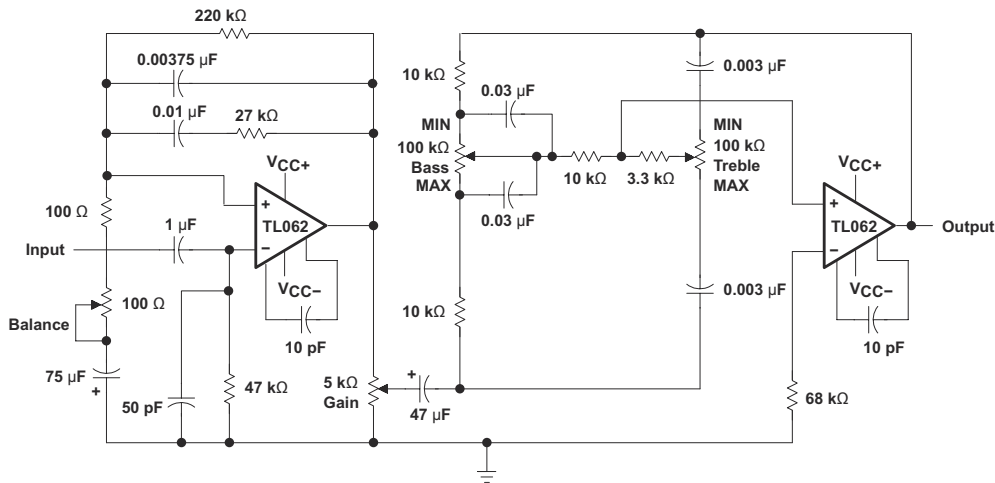 220 kΩ
0.00375 µF
0.01 µF
27 kΩ
VCC+
+
TL062
−
VCC−
10 pF
100 Ω
1 µF
Input
100 Ω
Balance
75 µF
+
50 pF
47 kΩ
5 kΩ
Gain
+
47 µF
10 kΩ
0.03 µF
MIN
100 kΩ
Bass
MAX
0.03 µF
10 kΩ
10 kΩ
3.3 kΩ
0.003 µF
MIN
100 kΩ
Treble
MAX
0.003 µF
VCC+
+
TL062
−
VCC−
10 pF
Output
68 kΩ